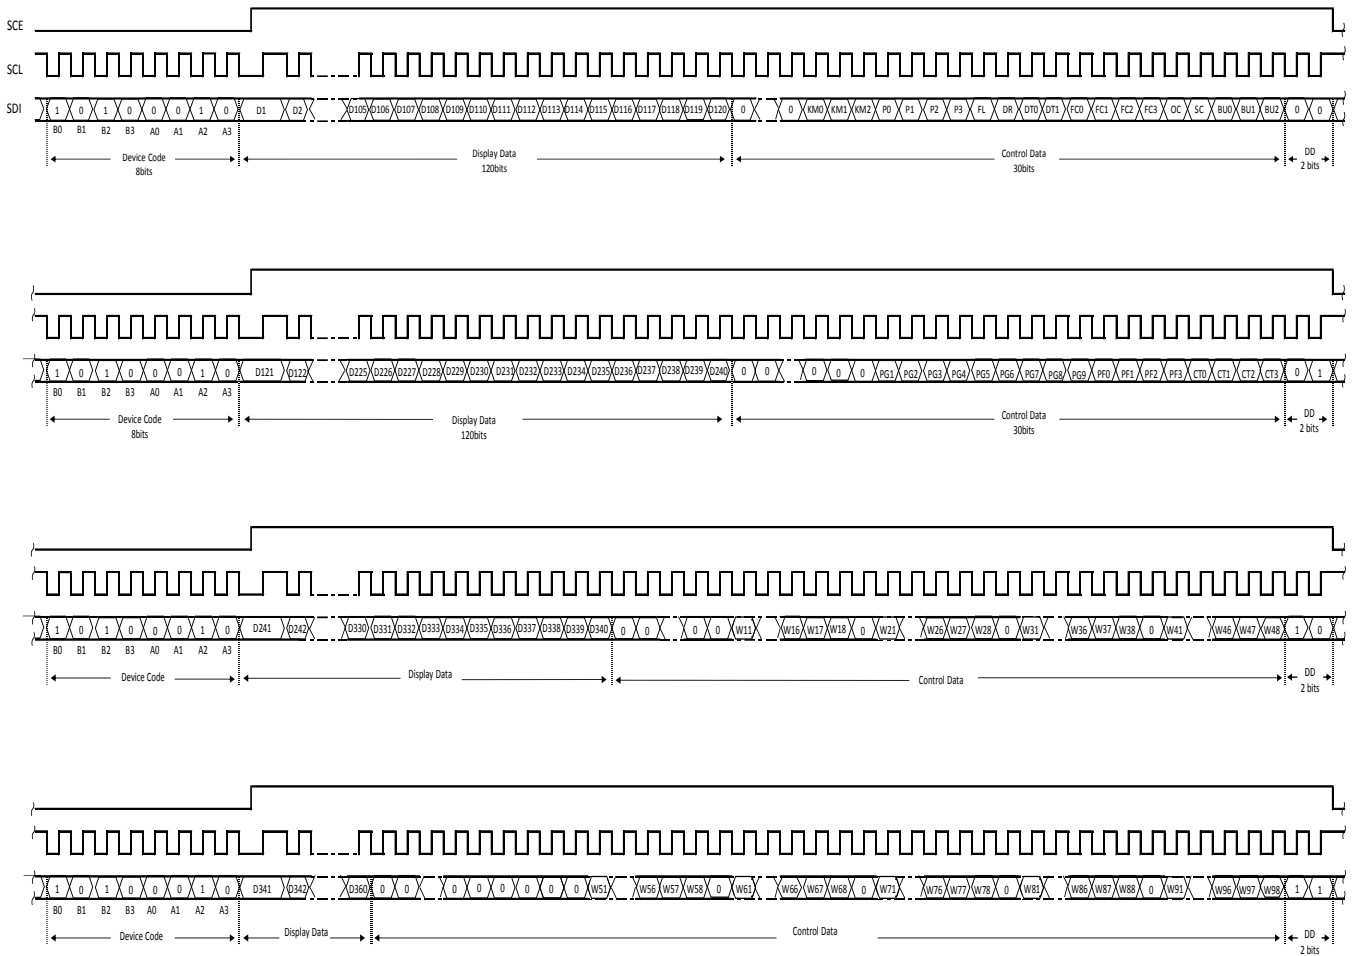 SCE
SCL
SDI 1 0 1 0 0 0 1 0 D1 D2 D105 D106 D107 D108 D109 D110 D111 D112 D113 D114 D115 D116 D117 D118 D119 D120 0 0 KM0 KM1 KM2 P0 P1 P2 P3 FL DR DT0 DT1 FC0 FC1 FC2 FC3 OC SC BU0 BU1 BU2 0 0
B0 B1 B2 B3 A0 A1 A2 A3
Device Code Display Data Control Data DD
8bits 120bits 30bits 2 bits
1 0 1 0 0 0 1 0 D121 D122 D225 D226 D227 D228 D229 D230 D231 D232 D233 D234 D235 D236 D237 D238 D239 D240 0 0 0 0 0 PG1 PG2 PG3 PG4 PG5 PG6 PG7 PG8 PG9 PF0 PF1 PF2 PF3 CT0 CT1 CT2 CT3 0 1
B0 B1 B2 B3 A0 A1 A2 A3
Device Code Display Data Control Data DD
8bits 120bits 30bits 2 bits
1 0 1 0 0 0 1 0 D241 D242 D330 D331 D332 D333 D334 D335 D336 D337 D338 D339 D340 0 0 0 0 W11 W16 W17 W18 0 W21 W26 W27 W28 0 W31 W36 W37 W38 0 W41 W46 W47 W48 1 0
B0 B1 B2 B3 A0 A1 A2 A3
Device Code Display Data Control Data DD
2 bits
1 0 1 0 0 0 1 0 D341 D342 D360 0 0 0 0 0 0 0 0 W51 W56 W57 W58 0 W61 W66 W67 W68 0 W71 W76 W77 W78 0 W81 W86 W87 W88 0 W91 W96 W97 W98 1 1
B0 B1 B2 B3 A0 A1 A2 A3
Device Code Display Data Control Data DD
2 bits